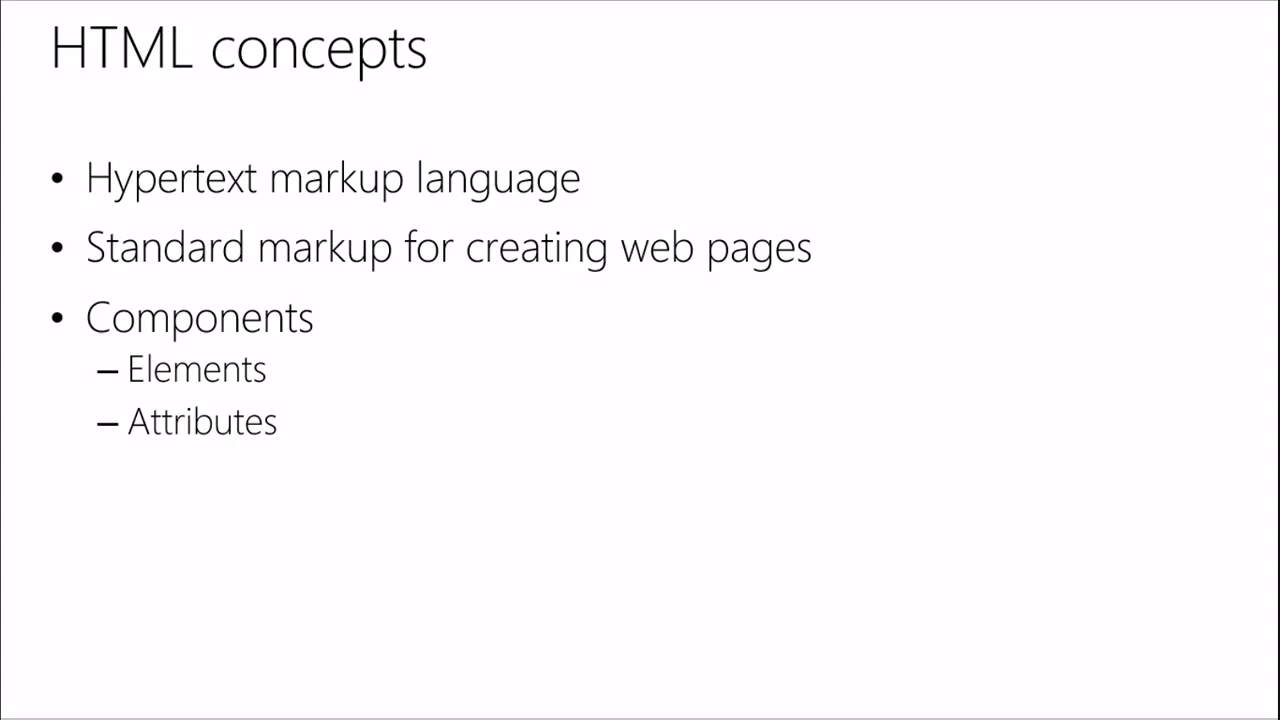 HTML concepts
• Hypertext markup language
• Standard markup for creating web pages
• Components
– Elements
– Attributes